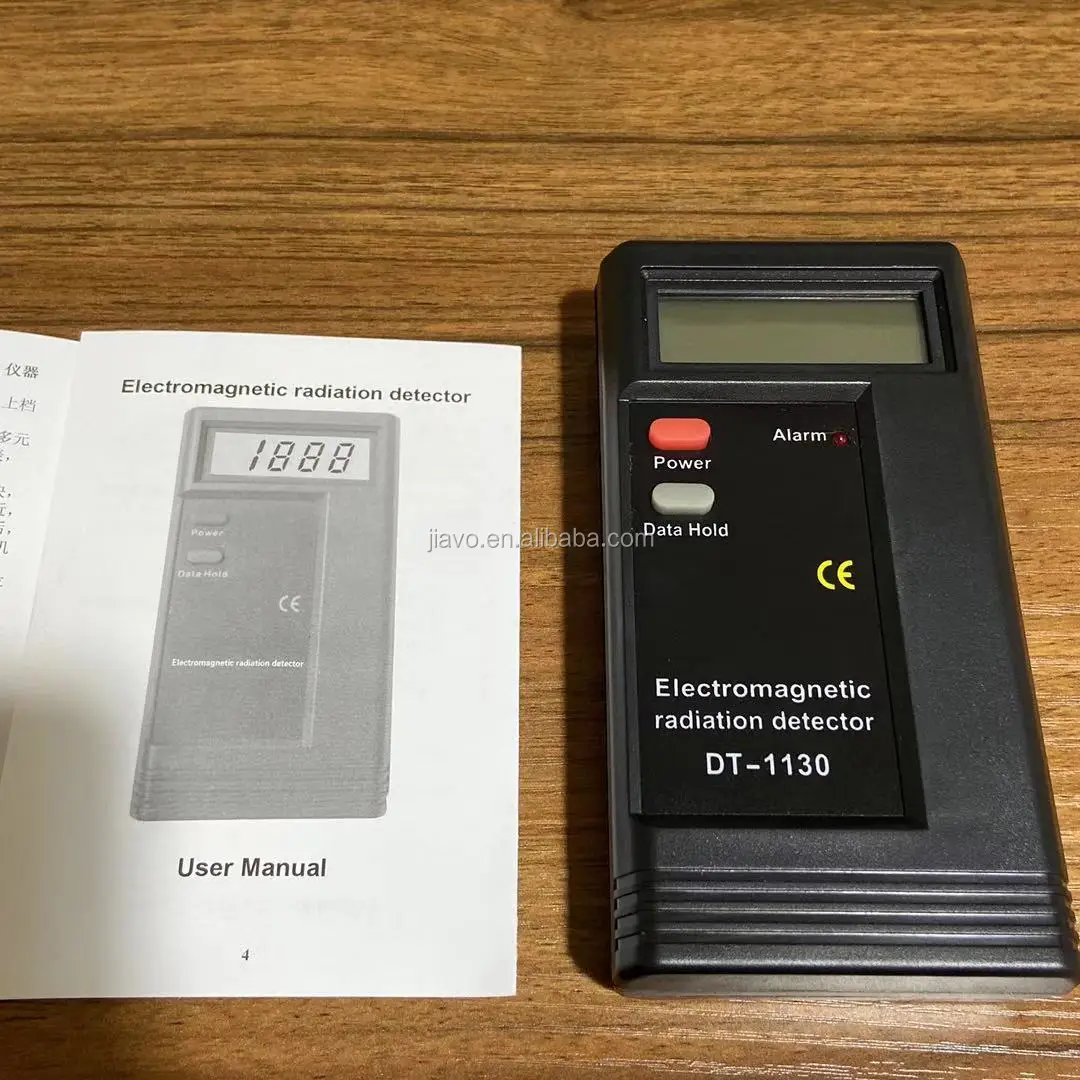 仪器
上档
多元
Electromagnetic radiation detector
1888
Power
Data Hold
CE
Electromagnetic radiation detector
User Manual
4
jiavo.en.alibaba.com
Power
Alarm
Data Hold
CE
Electromagnetic
radiation detector
DT-1130